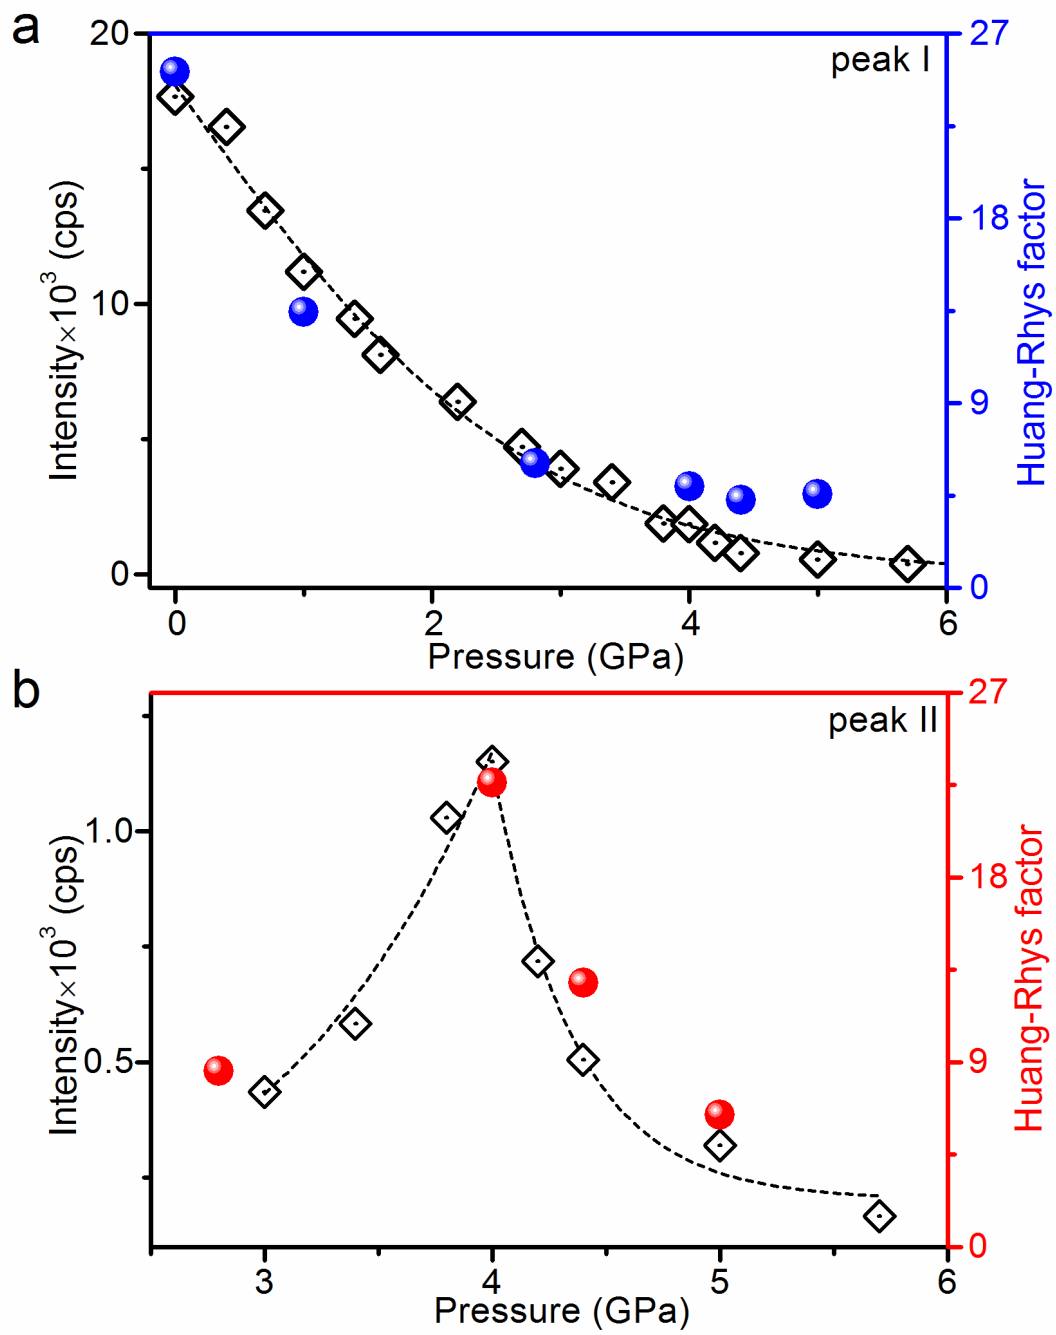 a
peak I
20
10
0
Intensity×10³ (cps)
27
18
9
0
Huang-Rhys factor
0 2 4 6
Pressure (GPa)
b
peak II
1.0
0.5
Intensity×10³ (cps)
27
18
9
0
Huang-Rhys factor
3 4 5 6
Pressure (GPa)